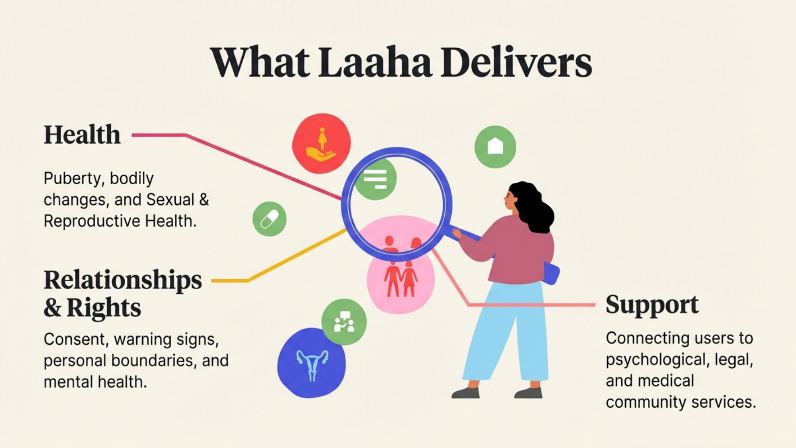 What Laaha Delivers
Health
Puberty, bodily
changes, and Sexual &
Reproductive Health.
Relationships
& Rights
Consent, warning signs,
personal boundaries, and
mental health.
Support
Connecting users to
psychological, legal,
and medical
community services.